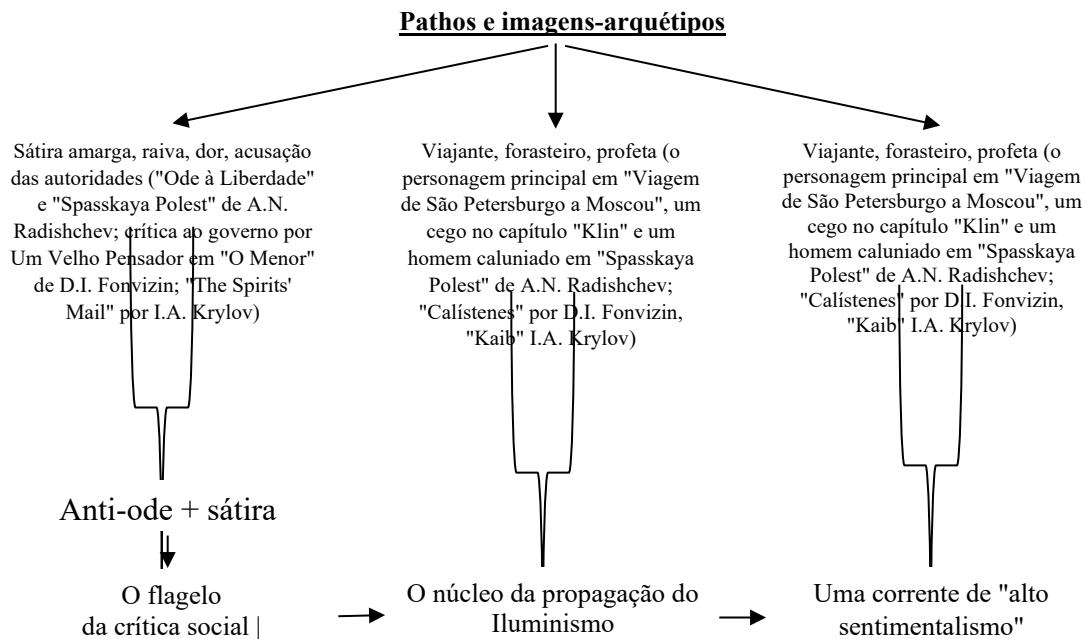 Pathos e imagens-arquétipos
Sátira amarga, raiva, dor, acusação
das autoridades ("Ode à Liberdade"
e "Spasskaya Polest" de A.N.
Radishchev; crítica ao governo por
Um Velho Pensador em "O Menor"
de D.I. Fonvizin; "The Spirits'
Mail" por I.A. Krylov)
Viajante, forasteiro, profeta (o
personagem principal em "Viagem
de São Petersburgo a Moscou", um
cego no capítulo "Klin" e um
homem caluniado em "Spasskaya
Polest" de A.N. Radishchev;
"Calístenes" por D.I. Fonvizin,
"Kaib" I.A. Krylov)
Viajante, forasteiro, profeta (o
personagem principal em "Viagem
de São Petersburgo a Moscou", um
cego no capítulo "Klin" e um
homem caluniado em "Spasskaya
Polest" de A.N. Radishchev;
"Calístenes" por D.I. Fonvizin,
"Kaib" I.A. Krylov)
Anti-ode + sátira
O flagelo
da crítica social |
O núcleo da propagação do
Iluminismo
Uma corrente de "alto
sentimentalismo"